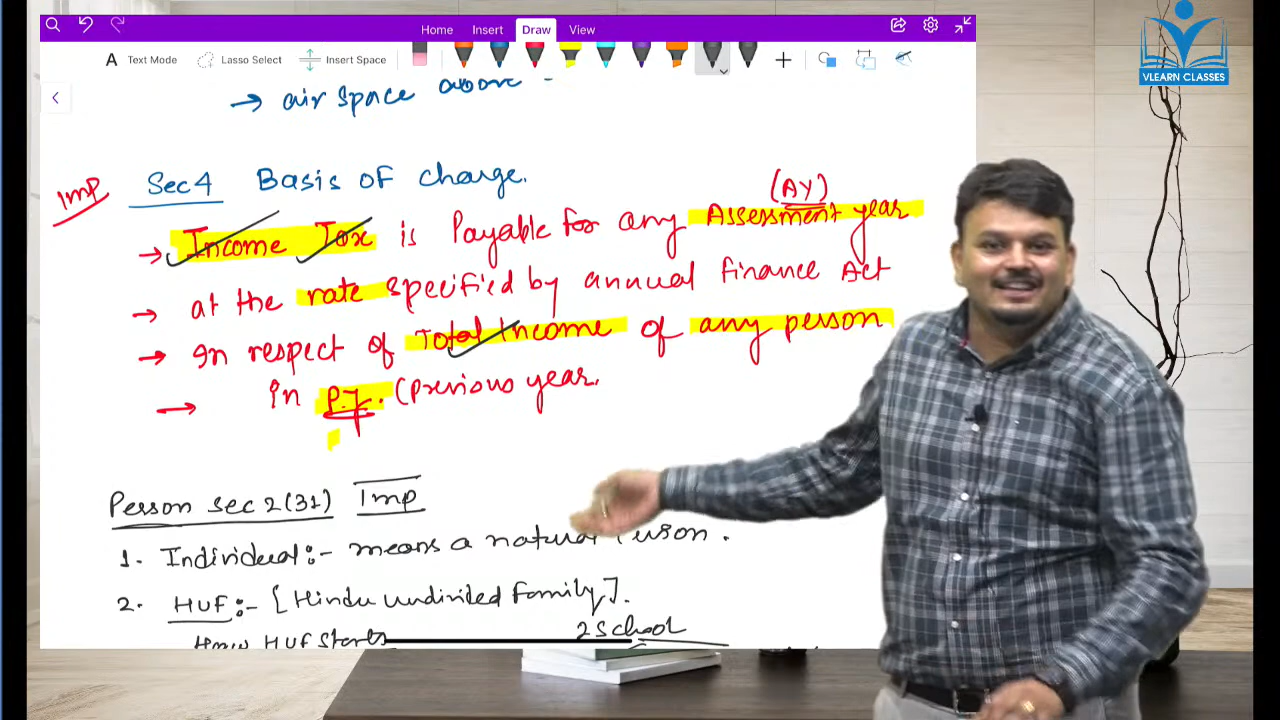 Home Insert Draw View
Text Mode Lasso Select Insert Space
VLEARN CLASSES
→ air space above -
Imp
Sec 4 Basis of charge.
(AY)
→ Income Tax is Payable for any Assessment year
→ at the rate specified by annual finance Act
→ In respect of Total Income of any person
→ In P.Y. (Previous year.
Person Sec 2(31) Imp
1. Individual:- means a natural Person.
2. HUF:- [Hindu undivided family].
How HUF starts
2 School